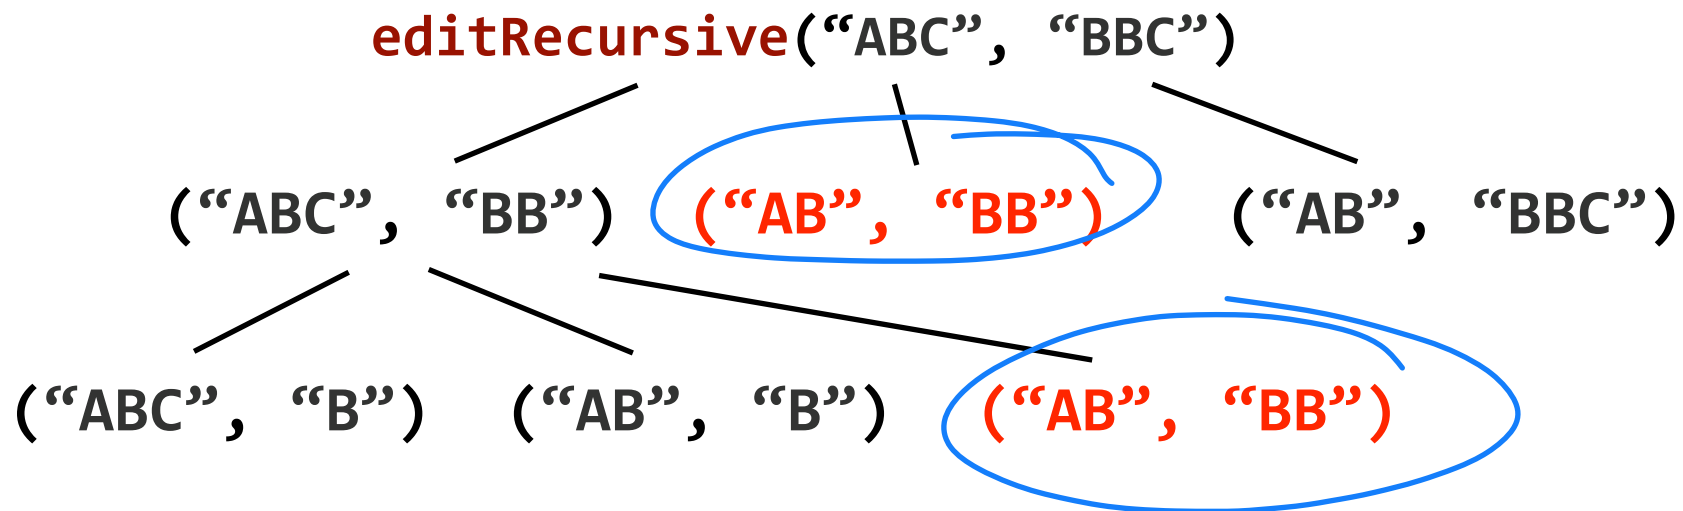 editRecursive(“ABC”, “BBC”)
(“ABC”, “BB”) (“AB”, “BB”) (“AB”, “BBC”)
(“ABC”, “B”) (“AB”, “B”) (“AB”, “BB”)